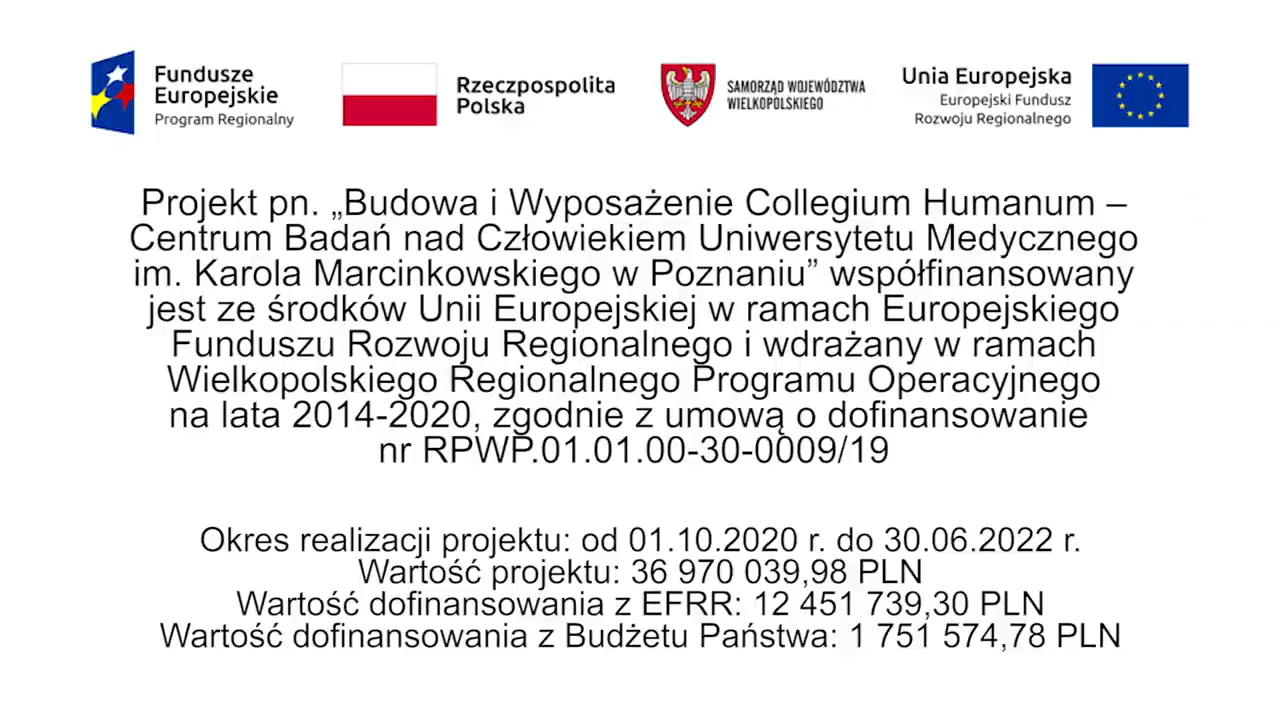 Fundusze
Europejskie
Program Regionalny
Rzeczpospolita
Polska
SAMORZĄD WOJEWÓDZTWA
WIELKOPOLSKIEGO
Unia Europejska
Europejski Fundusz
Rozwoju Regionalnego
Projekt pn. „Budowa i Wyposażenie Collegium Humanum –
Centrum Badań nad Człowiekiem Uniwersytetu Medycznego
im. Karola Marcinkowskiego w Poznaniu” współfinansowany
jest ze środków Unii Europejskiej w ramach Europejskiego
Funduszu Rozwoju Regionalnego i wdrażany w ramach
Wielkopolskiego Regionalnego Programu Operacyjnego
na lata 2014-2020, zgodnie z umową o dofinansowanie
nr RPWP.01.01.00-30-0009/19
Okres realizacji projektu: od 01.10.2020 r. do 30.06.2022 r.
Wartość projektu: 36 970 039,98 PLN
Wartość dofinansowania z EFRR: 12 451 739,30 PLN
Wartość dofinansowania z Budżetu Państwa: 1 751 574,78 PLN